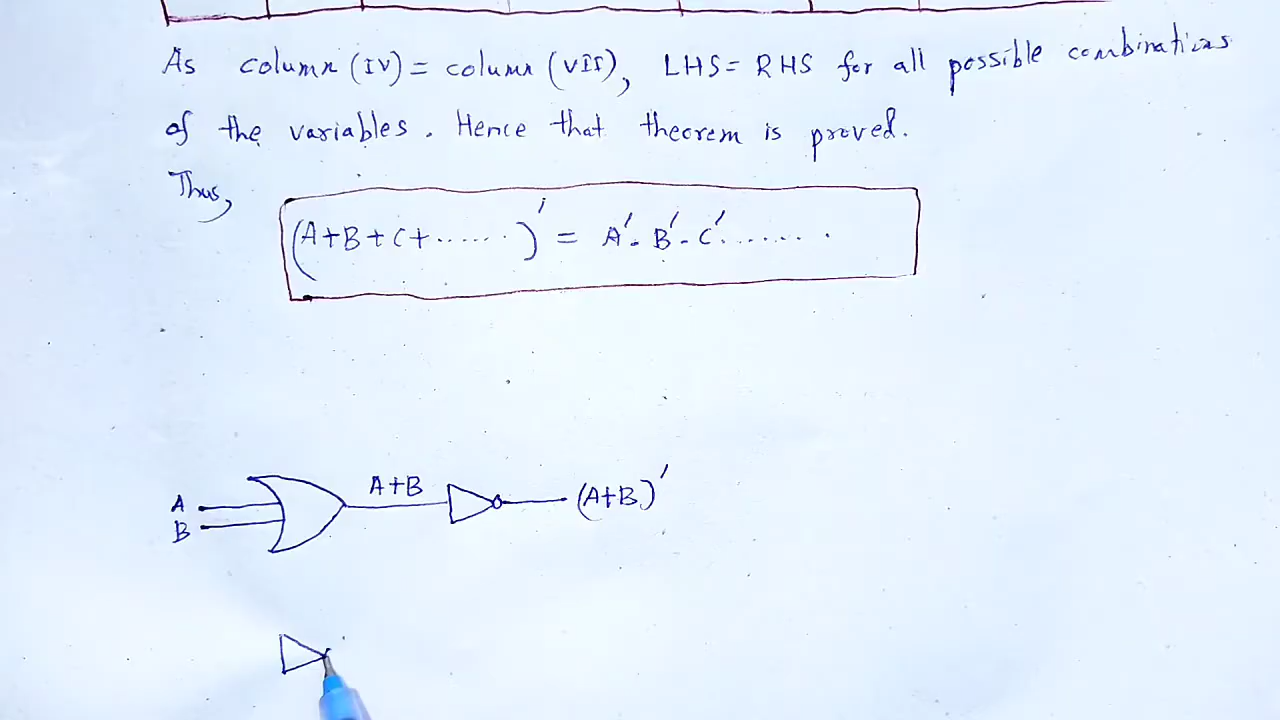 As column (IV) = column (VII), LHS = RHS for all possible combinations
of the variables. Hence that theorem is proved.
Thus,
(A+B+C+......)' = A'. B'. C'........
A+B
A
(A+B)'
B